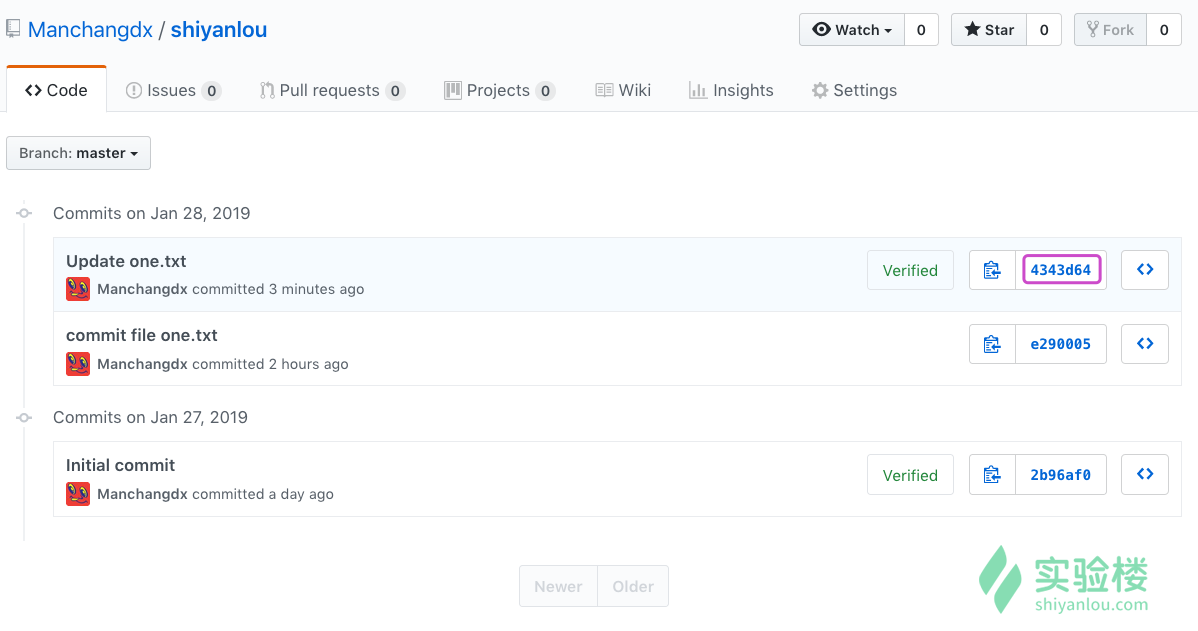 Manchangdx / shiyanlou
Watch 0 Star 0 Fork 0
Code Issues 0 Pull requests 0 Projects 0 Wiki Insights Settings
Branch: master
Commits on Jan 28, 2019
Update one.txt
Manchangdx committed 3 minutes ago
Verified 4343d64
commit file one.txt
Manchangdx committed 2 hours ago
e290005
Commits on Jan 27, 2019
Initial commit
Manchangdx committed a day ago
Verified 2b96af0
Newer Older
实验楼
shiyanlou.com